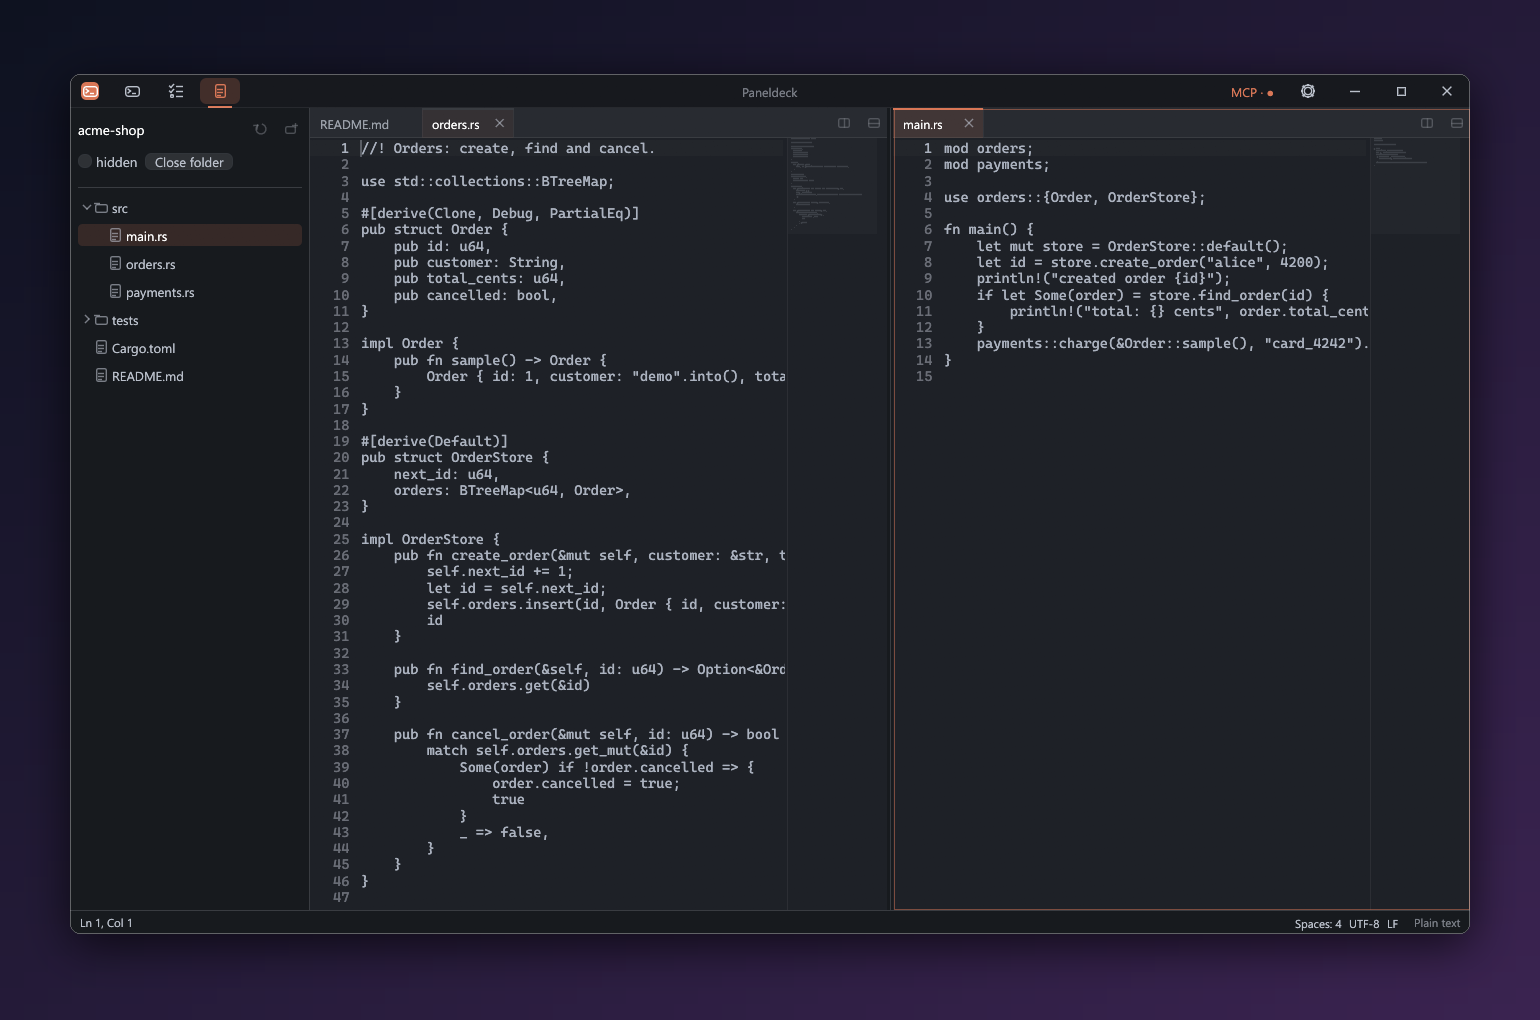 Paneldeck
MCP
acme-shop
hidden
Close folder
src
main.rs
orders.rs
payments.rs
tests
Cargo.toml
README.md
README.md
orders.rs
1 //! Orders: create, find and cancel.
2
3 use std::collections::BTreeMap;
4
5 #[derive(Clone, Debug, PartialEq)]
6 pub struct Order {
7     pub id: u64,
8     pub customer: String,
9     pub total_cents: u64,
10     pub cancelled: bool,
11 }
12
13 impl Order {
14     pub fn sample() -> Order {
15         Order { id: 1, customer: "demo".into(), tota
16     }
17 }
18
19 #[derive(Default)]
20 pub struct OrderStore {
21     next_id: u64,
22     orders: BTreeMap<u64, Order>,
23 }
24
25 impl OrderStore {
26     pub fn create_order(&mut self, customer: &str, t
27         self.next_id += 1;
28         let id = self.next_id;
29         self.orders.insert(id, Order { id, customer:
30         id
31     }
32
33     pub fn find_order(&self, id: u64) -> Option<&Ord
34         self.orders.get(&id)
35     }
36
37     pub fn cancel_order(&mut self, id: u64) -> bool
38         match self.orders.get_mut(&id) {
39             Some(order) if !order.cancelled => {
40                 order.cancelled = true;
41                 true
42             }
43             _ => false,
44         }
45     }
46 }
47
main.rs
1 mod orders;
2 mod payments;
3
4 use orders::{Order, OrderStore};
5
6 fn main() {
7     let mut store = OrderStore::default();
8     let id = store.create_order("alice", 4200);
9     println!("created order {id}");
10     if let Some(order) = store.find_order(id) {
11         println!("total: {} cents", order.total_cent
12     }
13     payments::charge(&Order::sample(), "card_4242").
14 }
15
Ln 1, Col 1
Spaces: 4 UTF-8 LF Plain text